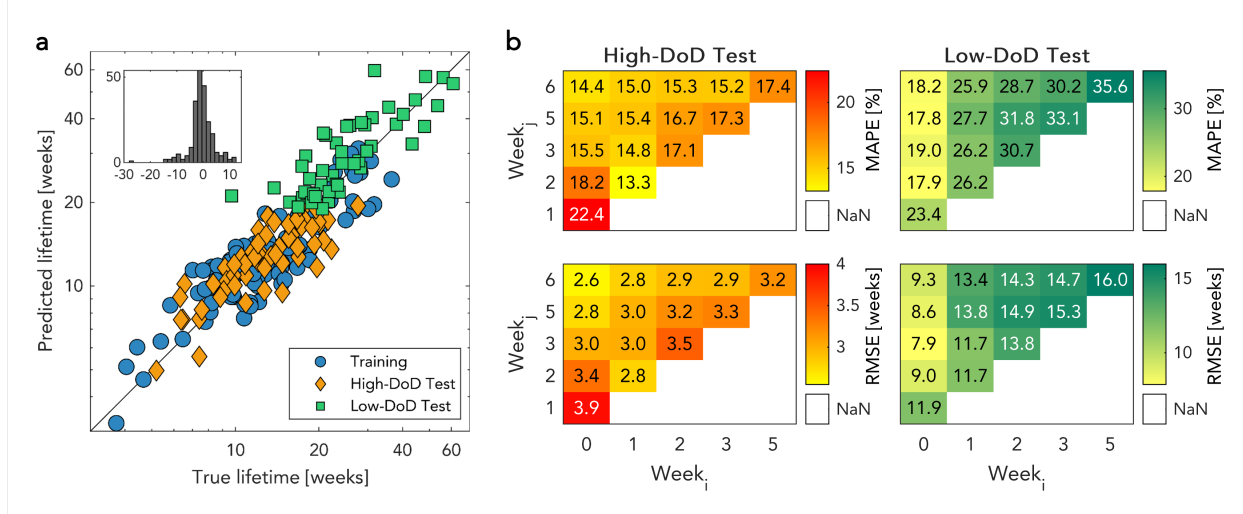 a
60
40
20
10
Predicted lifetime [weeks]
50
0
-30 -20 -10 0 10
Training
High-DoD Test
Low-DoD Test
10 20 40 60
True lifetime [weeks]
b
High-DoD Test
6 14.4 15.0 15.3 15.2 17.4
5 15.1 15.4 16.7 17.3
3 15.5 14.8 17.1
2 18.2 13.3
1 22.4
Week j
20
15
MAPE [%]
NaN
Low-DoD Test
18.2 25.9 28.7 30.2 35.6
17.8 27.7 31.8 33.1
19.0 26.2 30.7
17.9 26.2
23.4
30
20
MAPE [%]
NaN
6 2.6 2.8 2.9 2.9 3.2
5 2.8 3.0 3.2 3.3
3 3.0 3.0 3.5
2 3.4 2.8
1 3.9
Week j
0 1 2 3 5
Week i
4
3.5
3
RMSE [weeks]
NaN
9.3 13.4 14.3 14.7 16.0
8.6 13.8 14.9 15.3
7.9 11.7 13.8
9.0 11.7
11.9
0 1 2 3 5
Week i
15
10
RMSE [weeks]
NaN